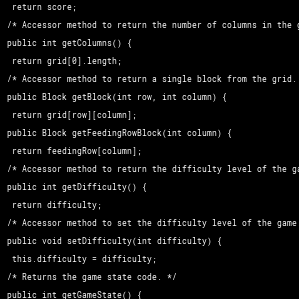 return score;
/* Accessor method to return the number of columns in the
public int getColumns() {
return grid[0].length;
/* Accessor method to return a single block from the grid.
public Block getBlock(int row, int column) {
return grid[row][column];
public Block getFeedingRowBlock(int column) {
return feedingRow[column];
/* Accessor method to return the difficulty level of the
public int getDifficulty() {
return difficulty;
/* Accessor method to set the difficulty level of the game
public void setDifficulty(int difficulty) {
this.difficulty = difficulty;
/* Returns the game state code. */
public int getGameState() {